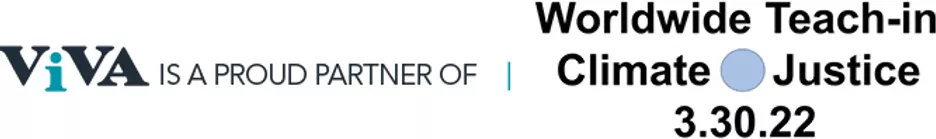 ViVA IS A PROUD PARTNER OF |
Worldwide Teach-in
Climate Justice
3.30.22